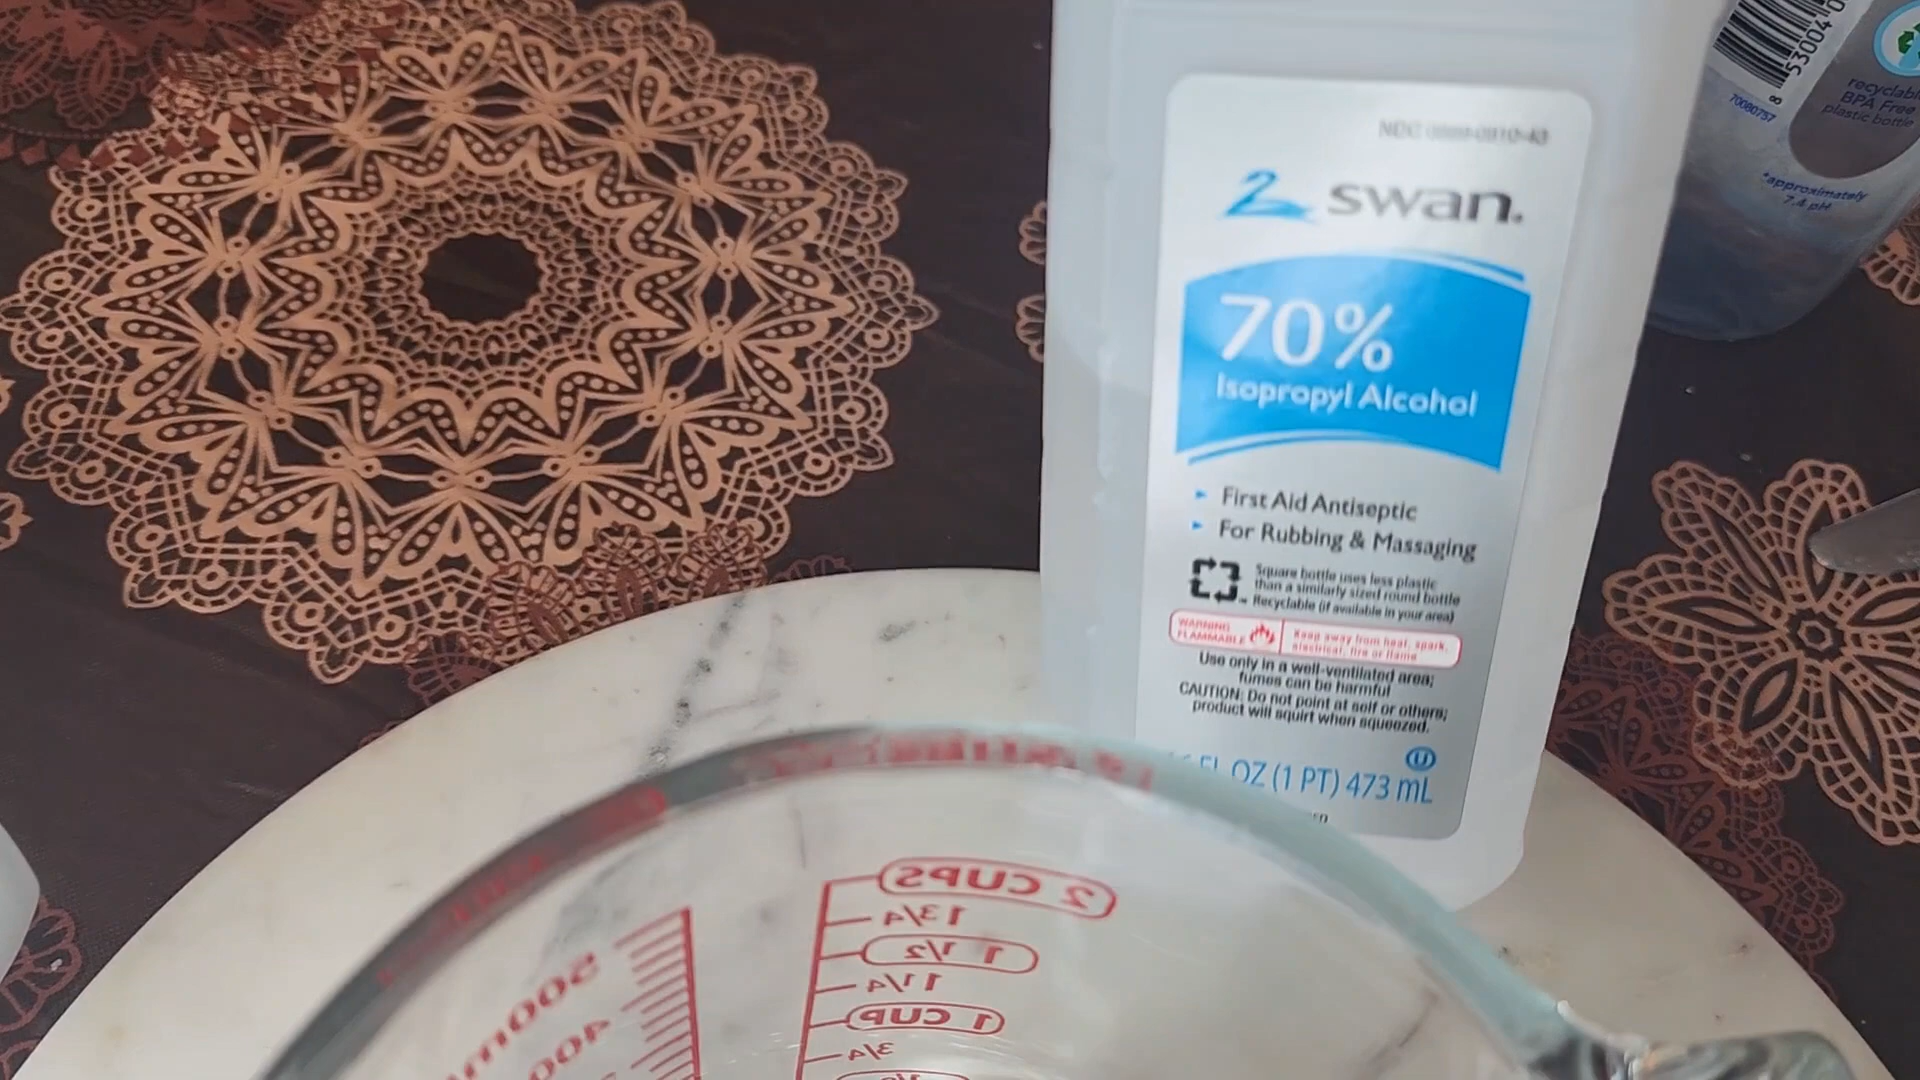 swan.
70%
Isopropyl Alcohol
First Aid Antiseptic
For Rubbing & Massaging
Square bottle uses less plastic
than a similarly sized round bottle
Recyclable (if available in your area)
WARNING
FLAMMABLE
Keep away from heat, spark,
electrical, fire or flame
Use only in a well-ventilated area;
fumes can be harmful
CAUTION: Do not point at self or others;
product will squirt when squeezed.
FL OZ (1 PT) 473 mL
530040
70080757
recyclable
BPA Free
plastic bottle
*approximately
7.4 pH
2 CUPS
1 3/4
1 1/2
1 1/4
1 CUP
3/4
500m
400